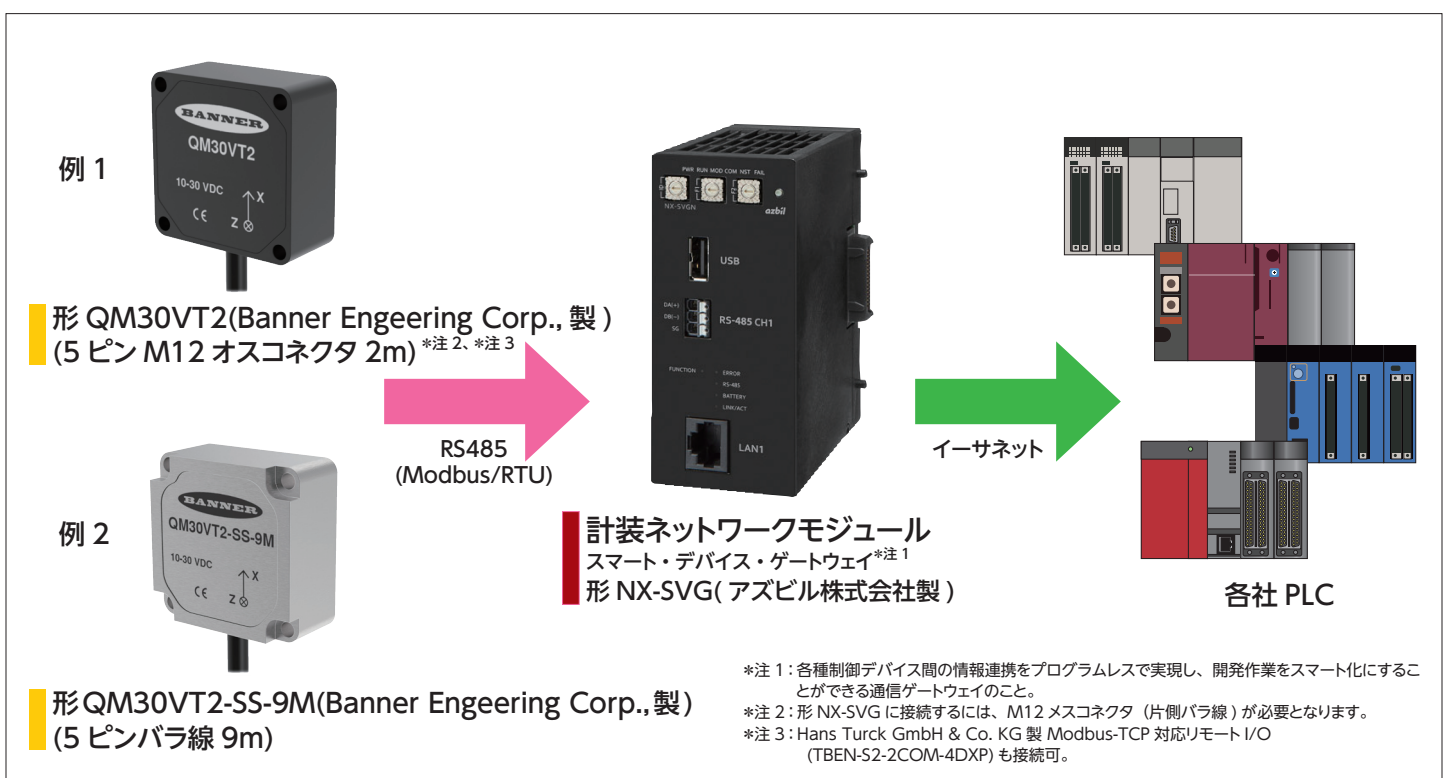 例 1
BANNER
QM30VT2
10-30 VDC
X
CE
Z
形 QM30VT2(Banner Engeering Corp., 製 )
(5 ピン M12 オスコネクタ 2m) *注 2、*注 3
例 2
BANNER
QM30VT2-SS-9M
10-30 VDC
X
CE
Z
形 QM30VT2-SS-9M(Banner Engeering Corp., 製 )
(5 ピンバラ線 9m)
RS485
(Modbus/RTU)
PWR RUN MGD COM NST FAIL
NX-SVGN
azbil
USB
DA(+)
DB(−)
SG
RS-485 CH1
FUNCTION
ERROR
RS-485
BATTERY
LINK/ACT
LAN1
計装ネットワークモジュール
スマート・デバイス・ゲートウェイ*注 1
形 NX-SVG( アズビル株式会社製 )
イーサネット
各社 PLC
*注 1：各種制御デバイス間の情報連携をプログラムレスで実現し、開発作業をスマート化にするこ
とができる通信ゲートウェイのこと。
*注 2：形 NX-SVG に接続するには、M12 メスコネクタ（片側バラ線 ) が必要となります。
*注 3：Hans Turck GmbH & Co. KG 製 Modbus-TCP 対応リモート I/O
(TBEN-S2-2COM-4DXP) も接続可。